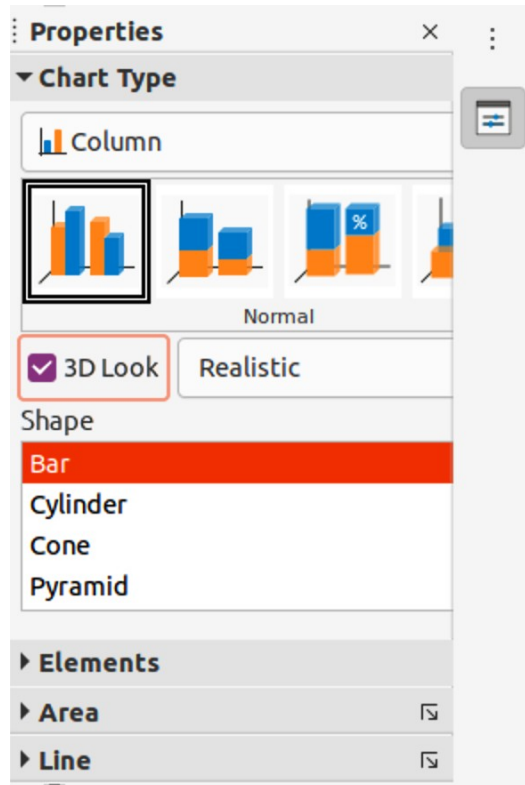 Properties
Chart Type
Column
%
Normal
3D Look Realistic
Shape
Bar
Cylinder
Cone
Pyramid
Elements
Area
Line